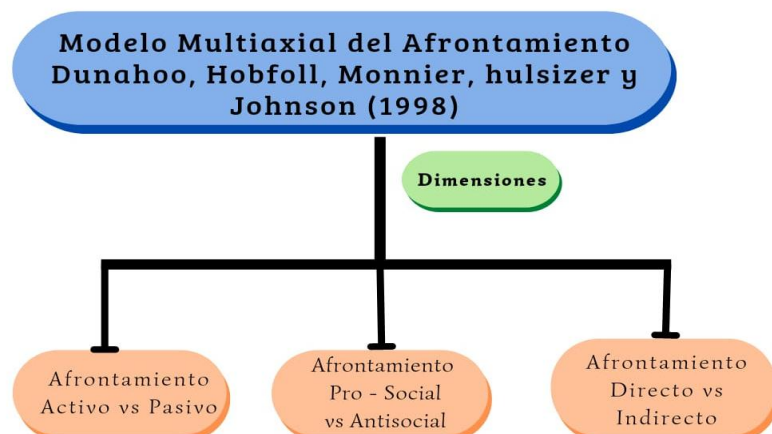 Modelo Multiaxial del Afrontamiento
Dunahoo, Hobfoll, Monnier, hulsizer y
Johnson (1998)
Dimensiones
Afrontamiento
Activo vs Pasivo
Afrontamiento
Pro - Social
vs Antisocial
Afrontamiento
Directo vs
Indirecto